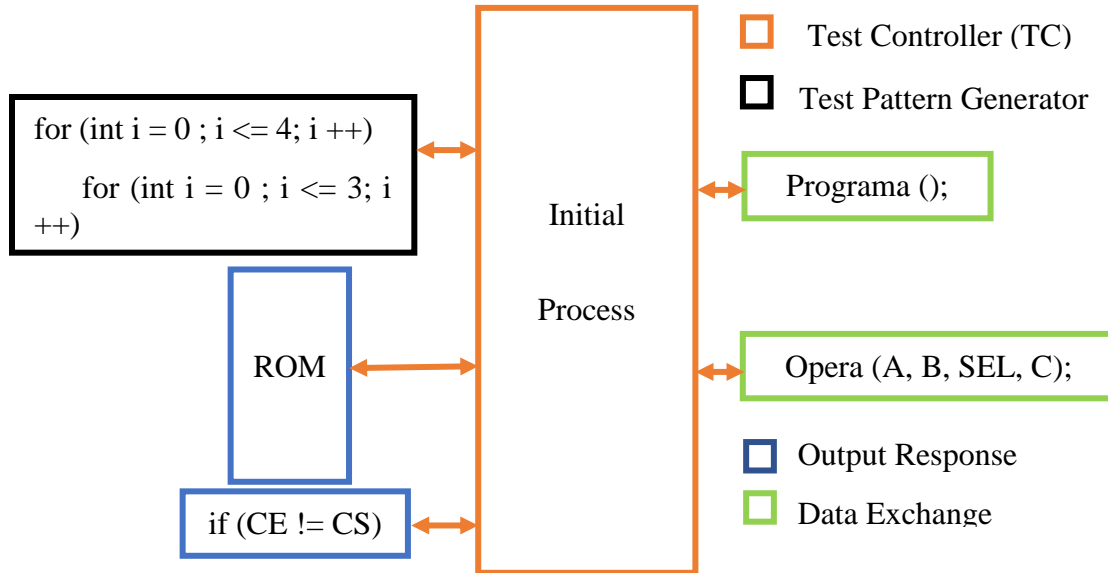 Test Controller (TC)
Test Pattern Generator
for (int i = 0 ; i <= 4; i ++)
for (int i = 0 ; i <= 3; i
++)
Initial
Process
Programa ();
ROM
Opera (A, B, SEL, C);
if (CE != CS)
Output Response
Data Exchange